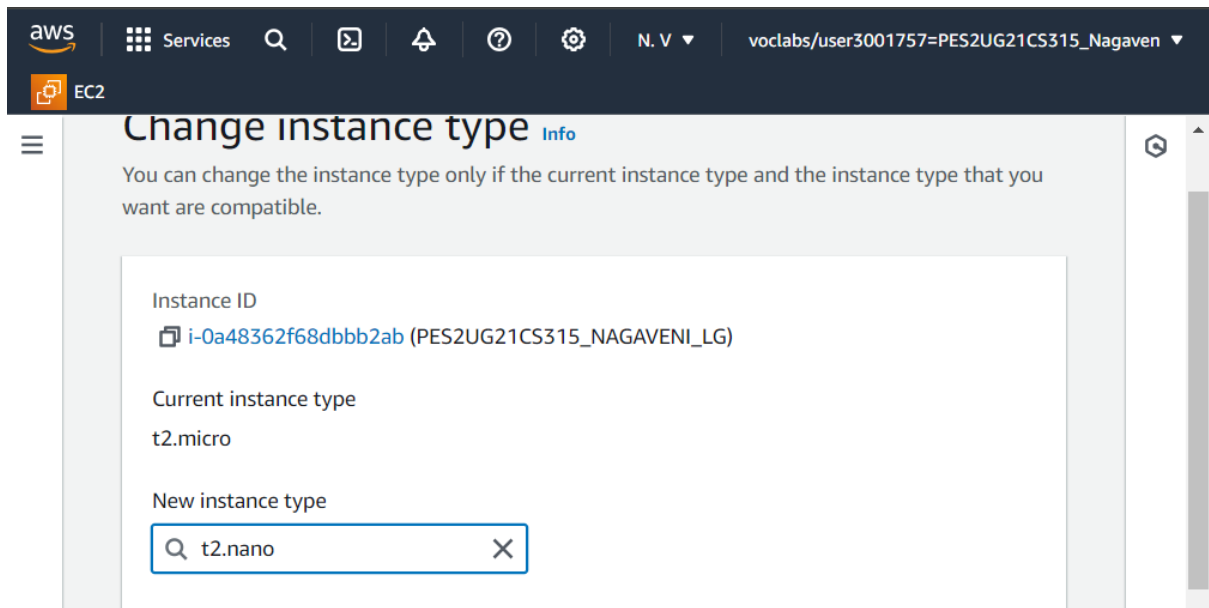 aws
Services
N. V
voclabs/user3001757=PES2UG21CS315_Nagaven
EC2
Change instance type Info
You can change the instance type only if the current instance type and the instance type that you
want are compatible.
Instance ID
i-0a48362f68dbbb2ab (PES2UG21CS315_NAGAVENI_LG)
Current instance type
t2.micro
New instance type
t2.nano